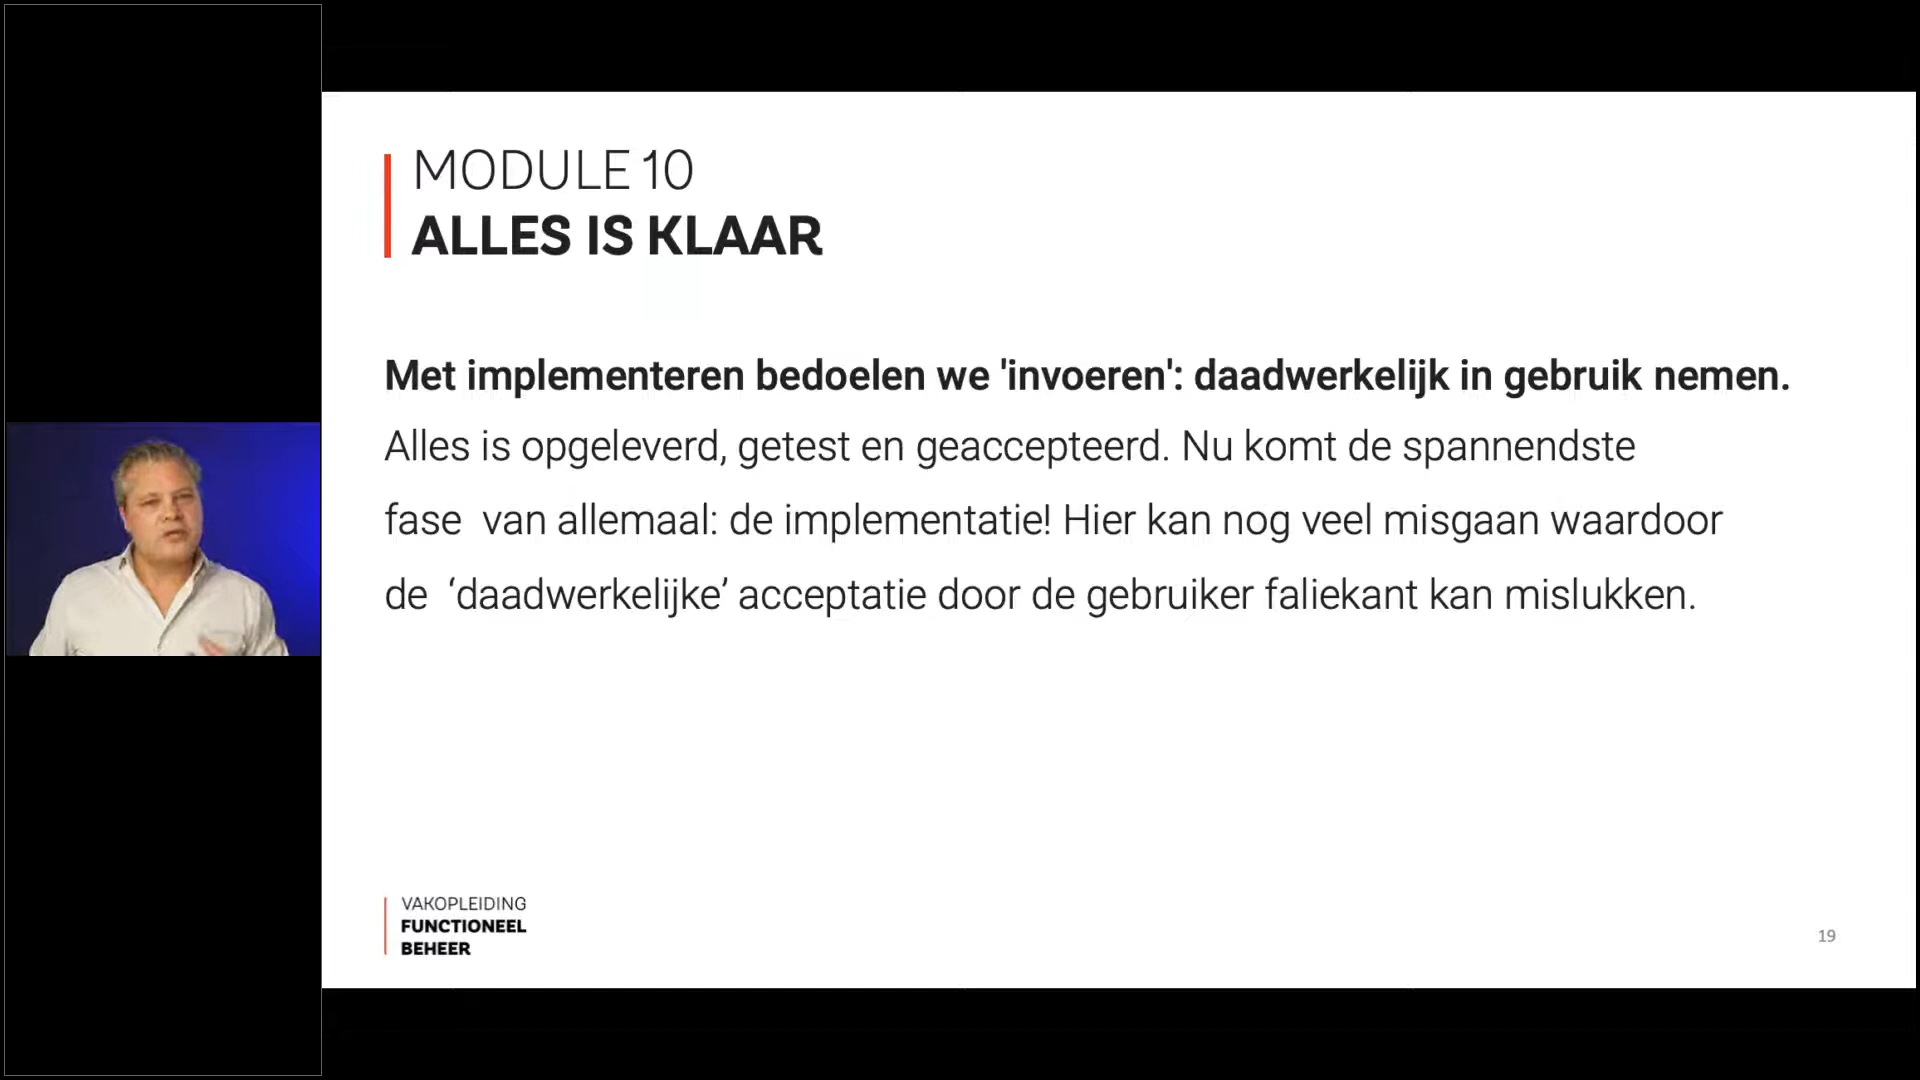 MODULE 10
ALLES IS KLAAR
Met implementeren bedoelen we 'invoeren': daadwerkelijk in gebruik nemen.
Alles is opgeleverd, getest en geaccepteerd. Nu komt de spannendste
fase van allemaal: de implementatie! Hier kan nog veel misgaan waardoor
de ‘daadwerkelijke’ acceptatie door de gebruiker faliekant kan mislukken.
VAKOPLEIDING
FUNCTIONEEL
BEHEER
19